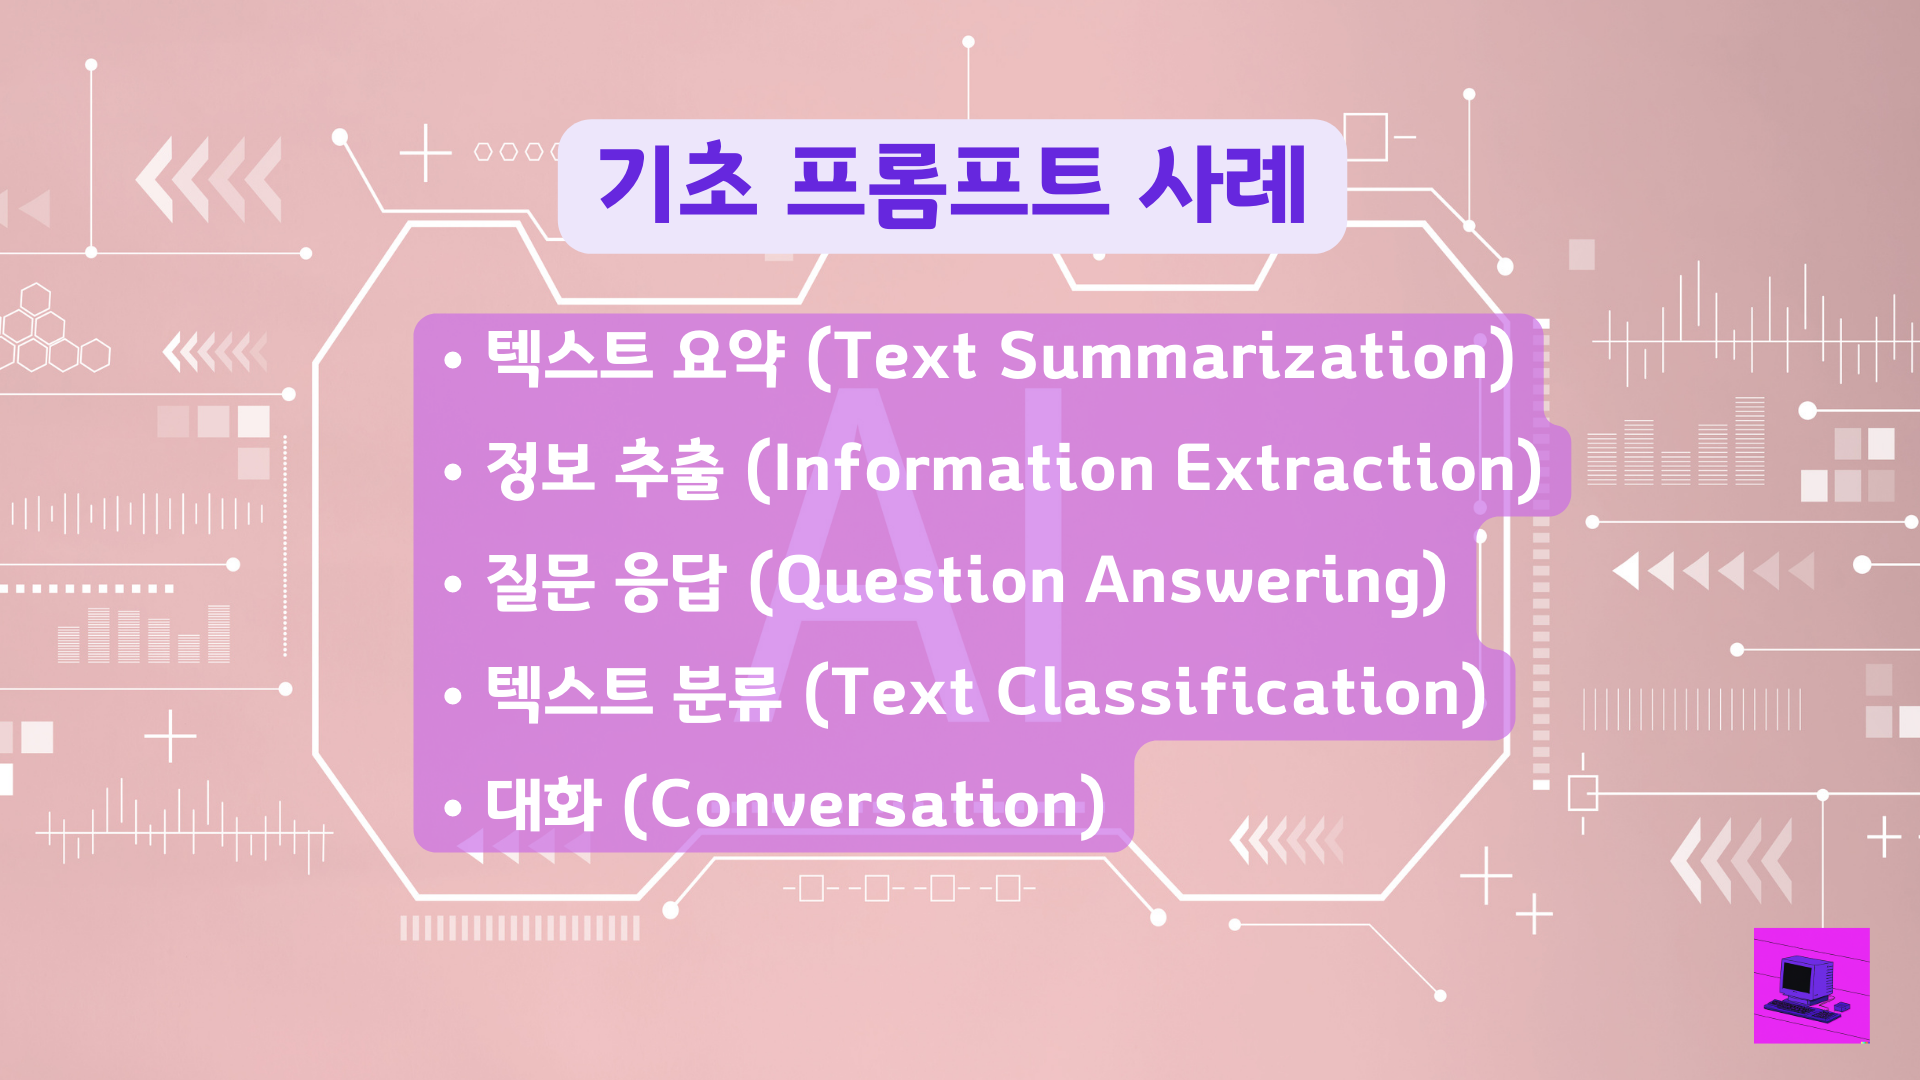 기초 프롬프트 사례
• 텍스트 요약 (Text Summarization)
• 정보 추출 (Information Extraction)
• 질문 응답 (Question Answering)
• 텍스트 분류 (Text Classification)
• 대화 (Conversation)
AI